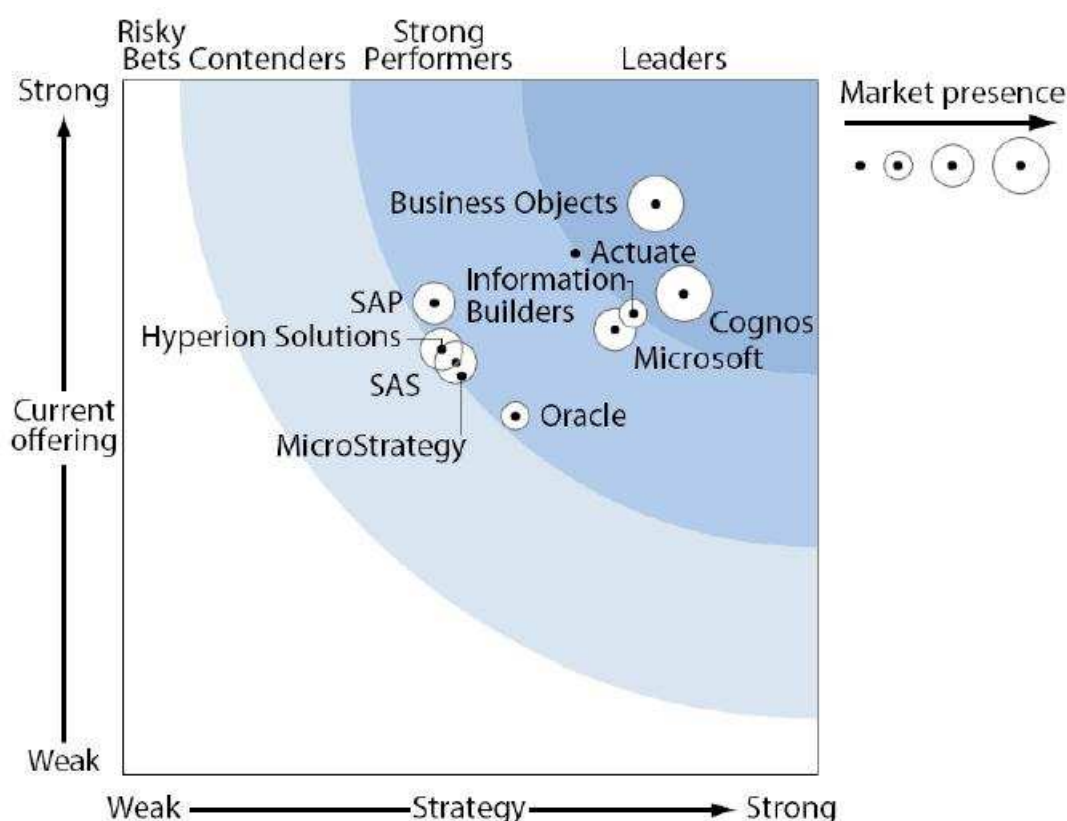 Risky
Bets
Contenders
Strong
Performers
Leaders
Strong
Market presence
Business Objects
Actuate
Information
Builders
SAP
Cognos
Hyperion Solutions
Microsoft
SAS
Current
offering
Oracle
MicroStrategy
Weak
Weak
Strategy
Strong